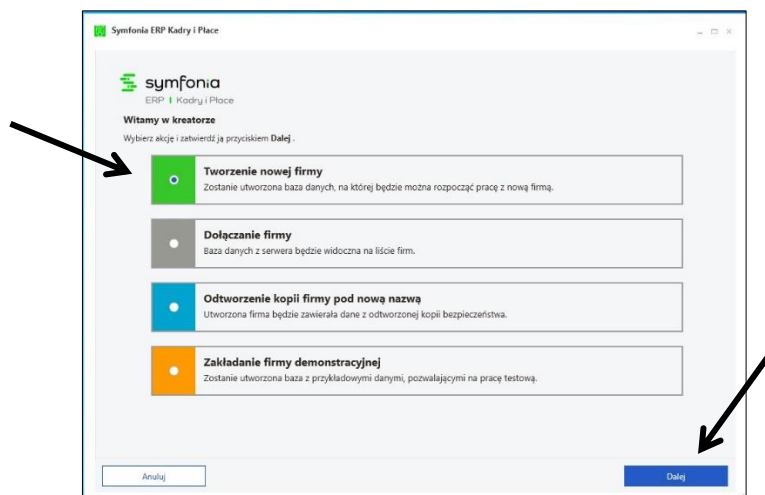 Symfonia ERP Kadry i Płace
symfonia
ERP | Kadry i Płace
Witamy w kreatorze
Wybierz akcję i zatwierdź ją przyciskiem Dalej .
Tworzenie nowej firmy
Zostanie utworzona baza danych, na której będzie można rozpocząć pracę z nową firmą.
Dołączanie firmy
Baza danych z serwera będzie widoczna na liście firm.
Odtworzenie kopii firmy pod nową nazwą
Utworzona firma będzie zawierała dane z odtworzonej kopii bezpieczeństwa.
Zakładanie firmy demonstracyjnej
Zostanie utworzona baza z przykładowymi danymi, pozwalającymi na pracę testową.
Anuluj
Dalej